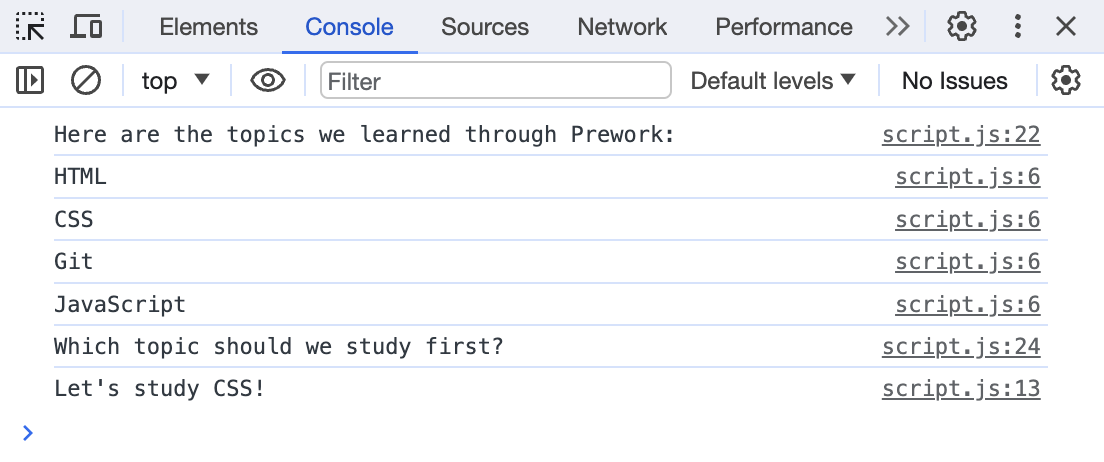 Elements Console Sources Network Performance
top Filter Default levels No Issues
Here are the topics we learned through Prework: script.js:22
HTML script.js:6
CSS script.js:6
Git script.js:6
JavaScript script.js:6
Which topic should we study first? script.js:24
Let's study CSS! script.js:13